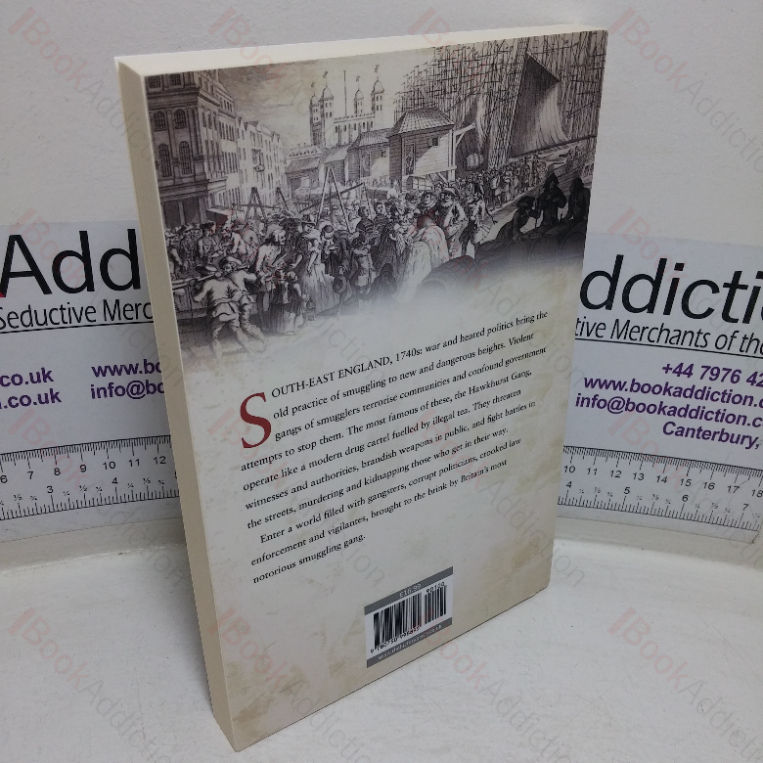 Add
Seductive Merc
co.uk
info@b
n.co.uk
ddictio
tive Merchants of the
+44 7976 42
www.bookaddiction.co
info@bookaddiction.co
Canterbury,
SOUTH-EAST ENGLAND, 1740s: war and heated politics bring the
old practice of smuggling to new and dangerous heights. Violent
gangs of smugglers terrorise communities and confound government
attempts to stop them. The most famous of these, the Hawkhurst Gang,
operate like a modern drug cartel fuelled by illegal tea. They threaten
witnesses and authorities, brandish weapons in public, and fight battles in
the streets, murdering and kidnapping those who get in their way.
Enter a world filled with gangsters, corrupt politicians, crooked law
enforcement and vigilantes, brought to the brink by Britain's most
notorious smuggling gang.
£16.99
BookAddiction